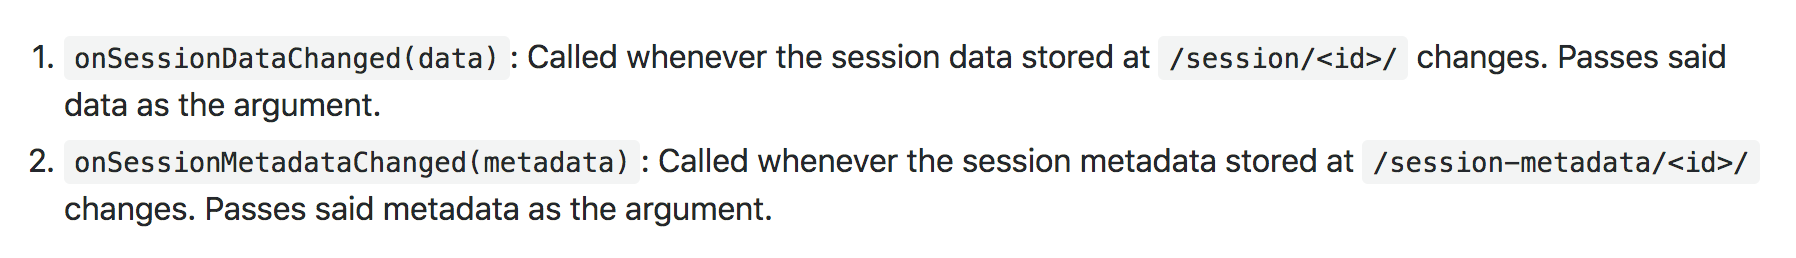 1. onSessionDataChanged(data) : Called whenever the session data stored at /session/<id>/ changes. Passes said
data as the argument.
2. onSessionMetadataChanged(metadata) : Called whenever the session metadata stored at /session-metadata/<id>/
changes. Passes said metadata as the argument.